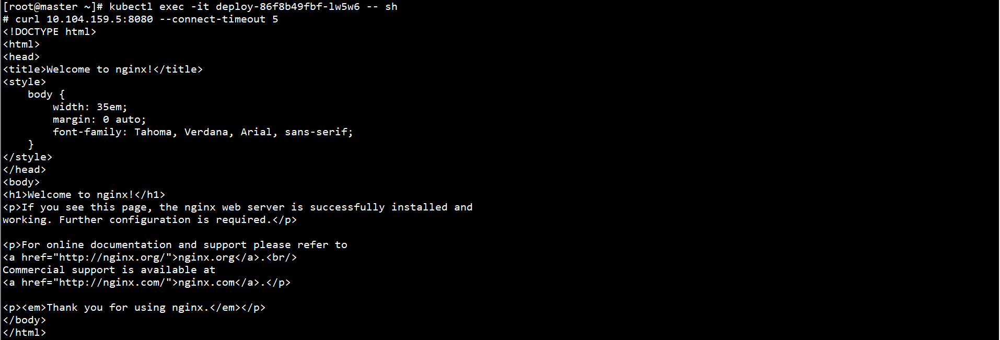 [root@master ~]# kubectl exec -it deploy-86f8b49fbf-lw5w6 -- sh
# curl 10.104.159.5:8080 --connect-timeout 5
<!DOCTYPE html>
<html>
<head>
<title>Welcome to nginx!</title>
<style>
    body {
        width: 35em;
        margin: 0 auto;
        font-family: Tahoma, Verdana, Arial, sans-serif;
    }
</style>
</head>
<body>
<h1>Welcome to nginx!</h1>
<p>If you see this page, the nginx web server is successfully installed and
working. Further configuration is required.</p>

<p>For online documentation and support please refer to
<a href="http://nginx.org/">nginx.org</a>.<br/>
Commercial support is available at
<a href="http://nginx.com/">nginx.com</a>.</p>

<p><em>Thank you for using nginx.</em></p>
</body>
</html>